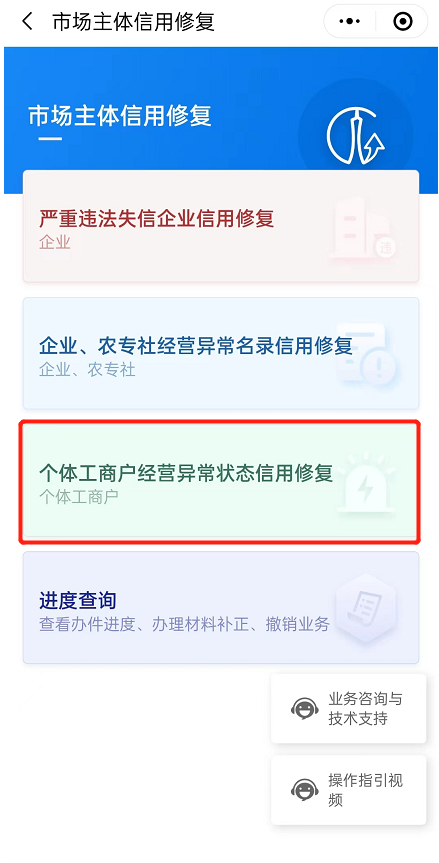 市场主体信用修复
市场主体信用修复
严重违法失信企业信用修复
企业
违
企业、农专社经营异常名录信用修复
企业、农专社
个体工商户经营异常状态信用修复
个体工商户
进度查询
查看办件进度、办理材料补正、撤销业务
业务咨询与
技术支持
操作指引视
频